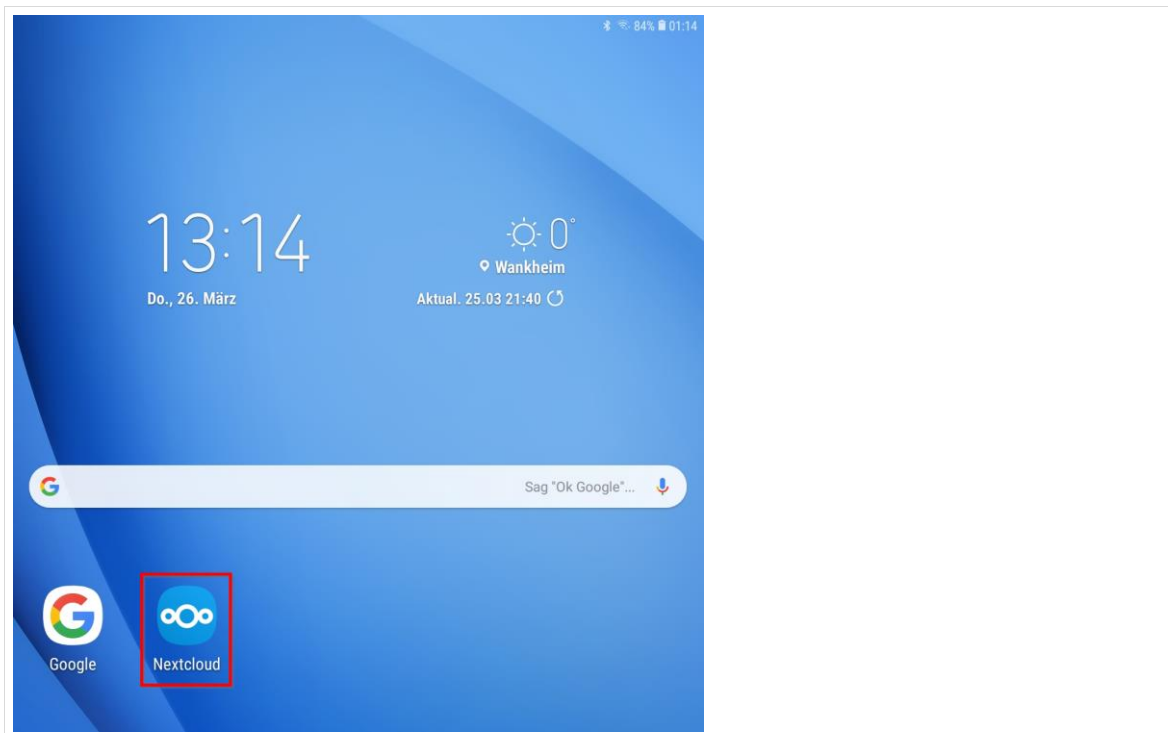 84% 01:14
13:14
0°
Wankheim
Do., 26. März
Aktual. 25.03 21:40
Sag "Ok Google"...
Google
Nextcloud